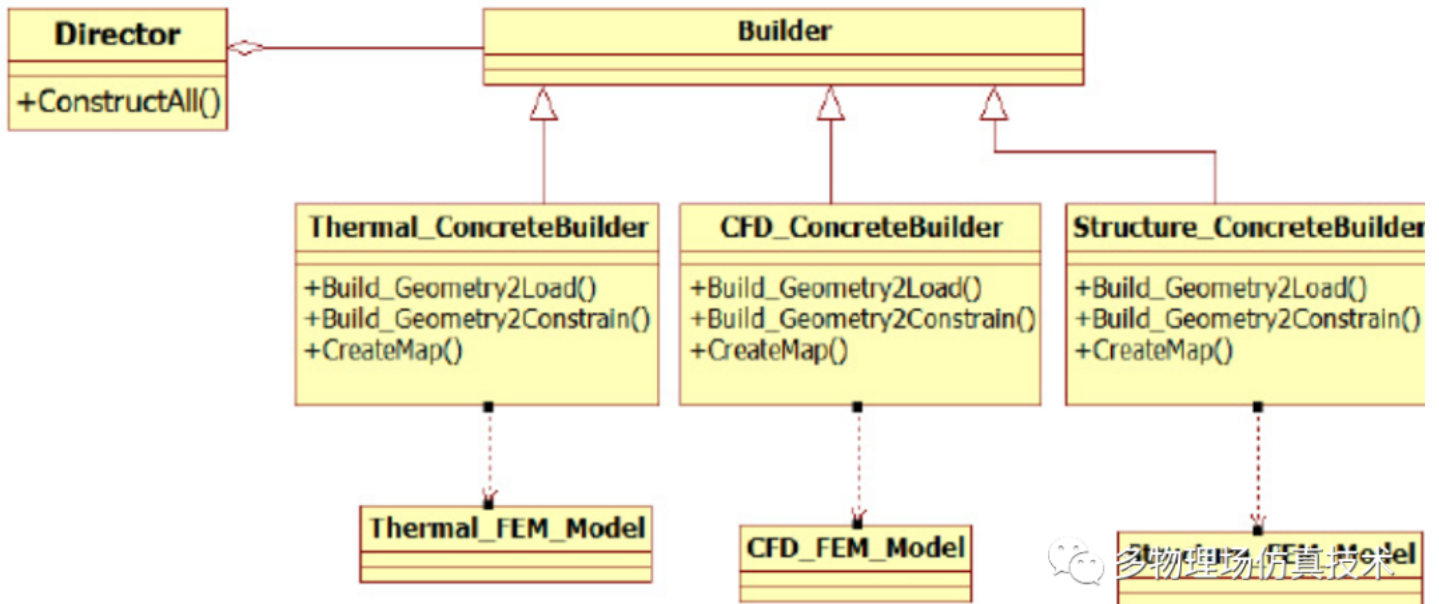 Director
+ConstructAll()
Builder
Thermal_ConcreteBuilder
+Build_Geometry2Load()
+Build_Geometry2Constrain()
+CreateMap()
CFD_ConcreteBuilder
+Build_Geometry2Load()
+Build_Geometry2Constrain()
+CreateMap()
Structure_ConcreteBuilder
+Build_Geometry2Load()
+Build_Geometry2Constrain()
+CreateMap()
Thermal_FEM_Model
CFD_FEM_Model
Structure_FEM_Model
多物理场仿真技术